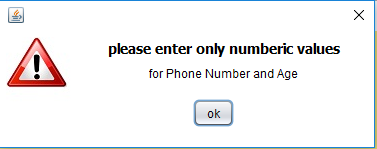 please enter only numberic values
for Phone Number and Age
ok